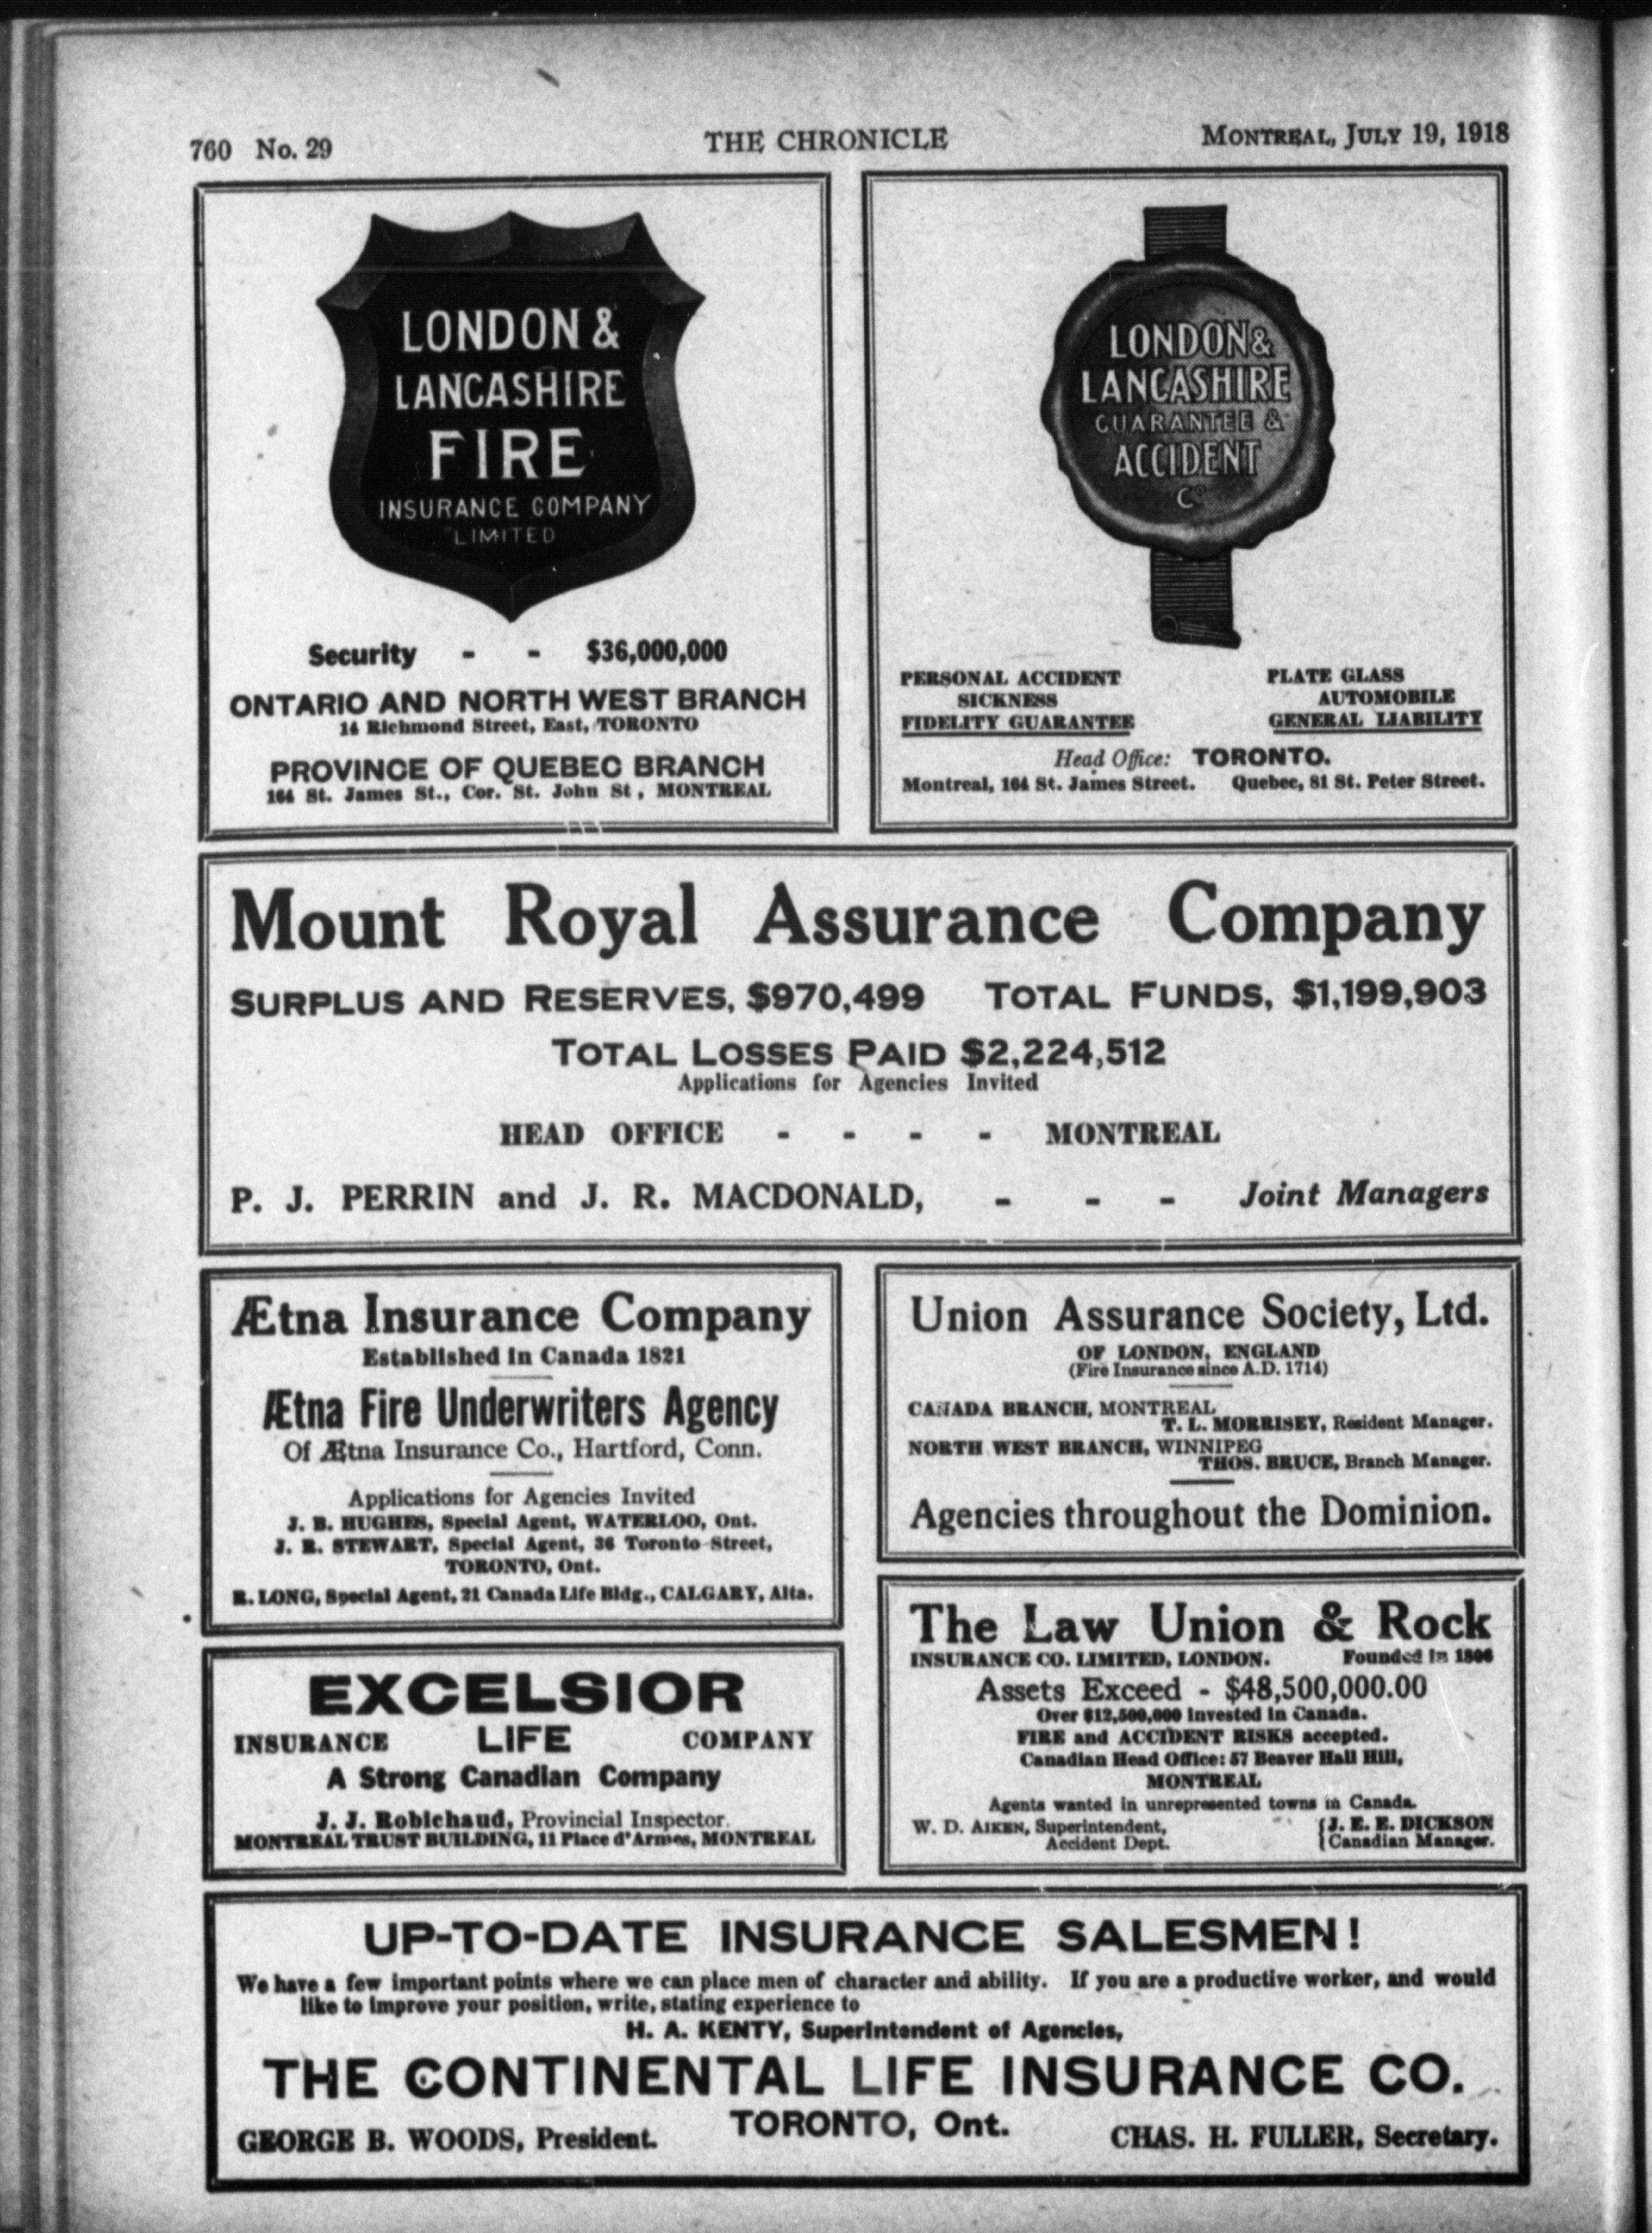 760 No. 29
THE CHRONICLE
MONTREAL, JULY 19, 1918
LONDON &
LANCASHIRE
FIRE
INSURANCE COMPANY
LIMITED
Security - - $36,000,000
ONTARIO AND NORTH WEST BRANCH
14 Richmond Street, East, TORONTO
PROVINCE OF QUEBEC BRANCH
164 St. James St., Cor. St. John St, MONTREAL
LONDON &
LANCASHIRE
GUARANTEE &
ACCIDENT
Co
PERSONAL ACCIDENT
SICKNESS
FIDELITY GUARANTEE
PLATE GLASS
AUTOMOBILE
GENERAL LIABILITY
Head Office: TORONTO.
Montreal, 164 St. James Street. Quebec, 81 St. Peter Street.
Mount Royal Assurance Company
SURPLUS AND RESERVES, $970,499 TOTAL FUNDS, $1,199,903
TOTAL LOSSES PAID $2,224,512
Applications for Agencies Invited
HEAD OFFICE - - - - MONTREAL
P. J. PERRIN and J. R. MACDONALD, - - - Joint Managers
Ætna Insurance Company
Established in Canada 1821
Ætna Fire Underwriters Agency
Of Ætna Insurance Co., Hartford, Conn.
Applications for Agencies Invited
J. B. HUGHES, Special Agent, WATERLOO, Ont.
J. R. STEWART, Special Agent, 36 Toronto Street,
TORONTO, Ont.
R. LONG, Special Agent, 21 Canada Life Bldg., CALGARY, Alta.
Union Assurance Society, Ltd.
OF LONDON, ENGLAND
(Fire Insurance since A.D. 1714)
CANADA BRANCH, MONTREAL
T. L. MORRISEY, Resident Manager.
NORTH WEST BRANCH, WINNIPEG
THOS. BRUCE, Branch Manager.
Agencies throughout the Dominion.
EXCELSIOR
INSURANCE LIFE COMPANY
A Strong Canadian Company
J. J. Robichaud, Provincial Inspector.
MONTREAL TRUST BUILDING, 11 Place d'Armes, MONTREAL
The Law Union & Rock
INSURANCE CO. LIMITED, LONDON. Founded in 1806
Assets Exceed - $48,500,000.00
Over $12,500,000 Invested in Canada.
FIRE and ACCIDENT RISKS accepted.
Canadian Head Office: 57 Beaver Hall Hill,
MONTREAL
Agents wanted in unrepresented towns in Canada.
W. D. AIKEN, Superintendent,
Accident Dept.
J. E. E. DICKSON
Canadian Manager.
UP-TO-DATE INSURANCE SALESMEN!
We have a few important points where we can place men of character and ability. If you are a productive worker, and would
like to improve your position, write, stating experience to
H. A. KENTY, Superintendent of Agencies,
THE CONTINENTAL LIFE INSURANCE CO.
TORONTO, Ont.
GEORGE B. WOODS, President.
CHAS. H. FULLER, Secretary.